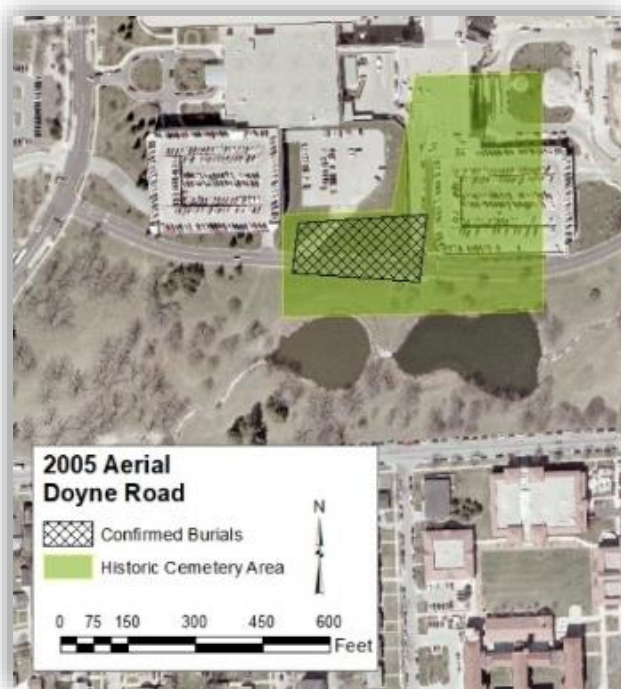 2005 Aerial
Doyne Road
N
Confirmed Burials
Historic Cemetery Area
0 75 150 300 450 600
Feet